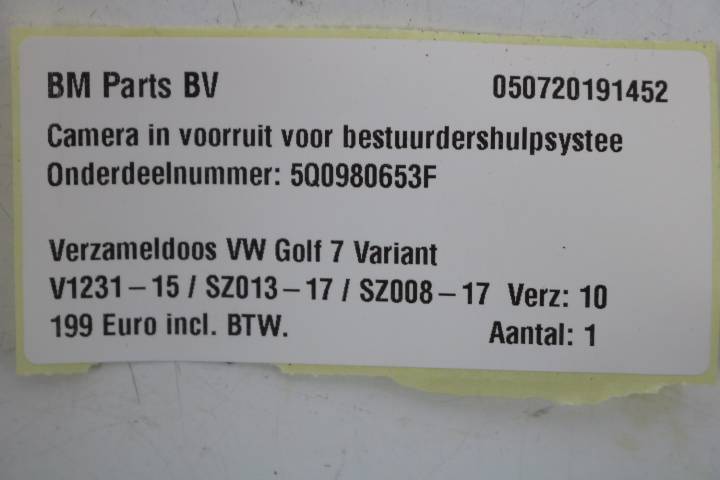 BM Parts BV 050720191452
Camera in voorruit voor bestuurdershulpsystee
Onderdeelnummer: 5Q0980653F
Verzameldoos VW Golf 7 Variant
V1231-15 / SZ013-17 / SZ008-17 Verz: 10
199 Euro incl. BTW. Aantal: 1